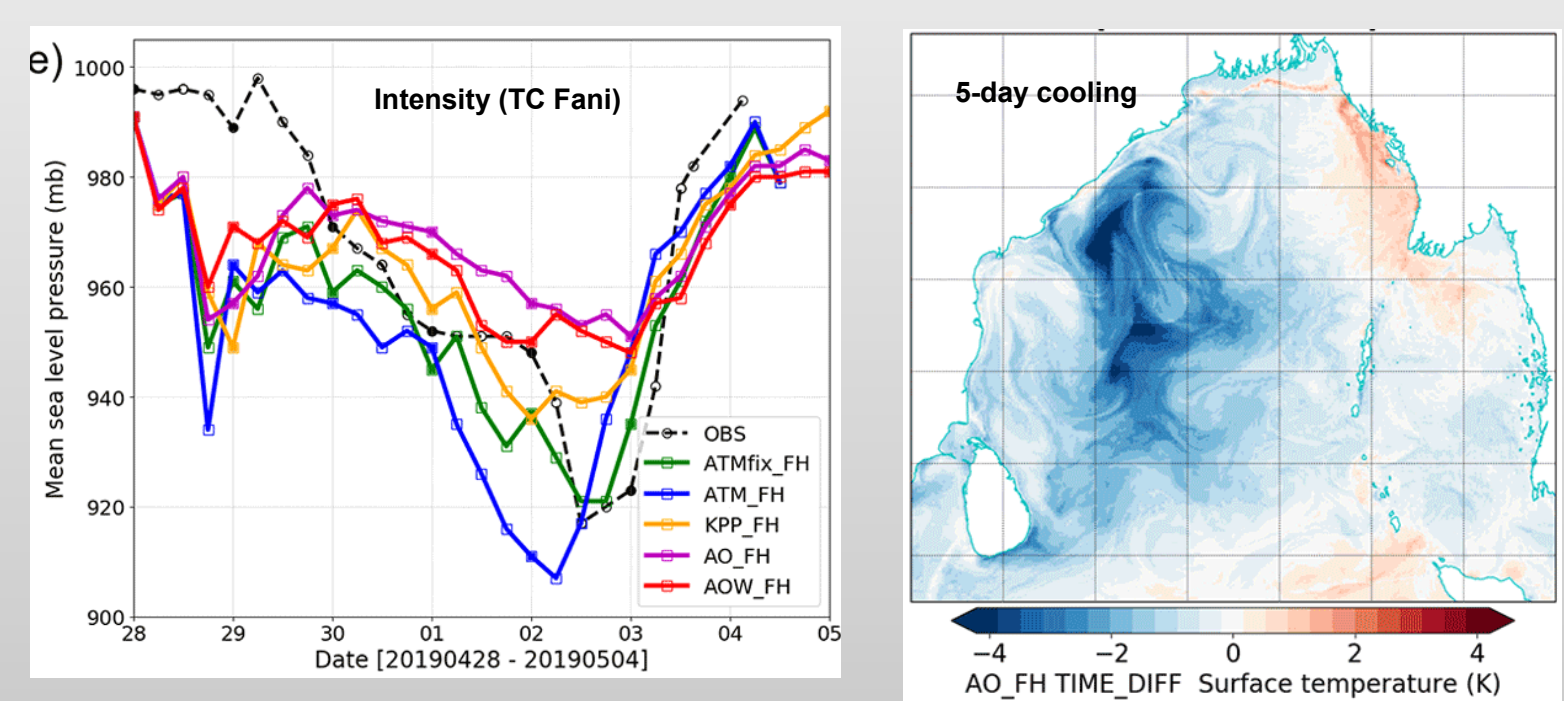 e)
Intensity (TC Fani)
Mean sea level pressure (mb)
1000
980
960
940
920
900
28 29 30 01 02 03 04 05
Date [20190428 - 20190504]
OBS
ATMfix_FH
ATM_FH
KPP_FH
AO_FH
AOW_FH
5-day cooling
−4 −2 0 2 4
AO_FH TIME_DIFF Surface temperature (K)